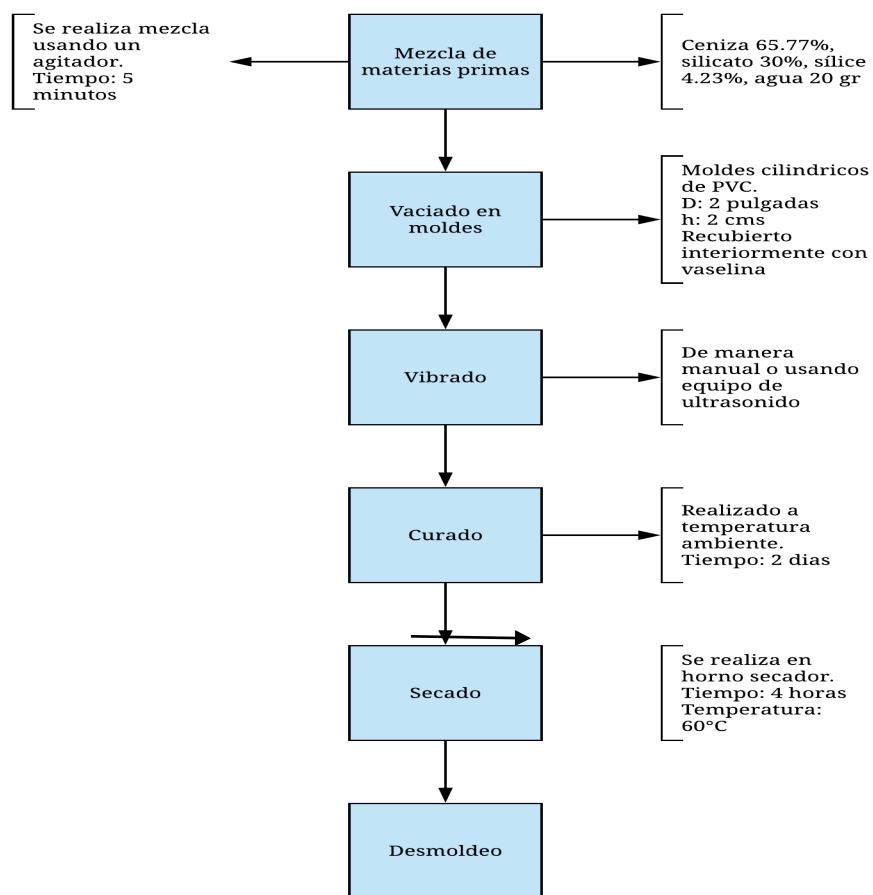 Se realiza mezcla
usando un
agitador.
Tiempo: 5
minutos
Mezcla de
materias primas
Ceniza 65.77%,
silicato 30%, sílice
4.23%, agua 20 gr
Vaciado en
moldes
Moldes cilindricos
de PVC.
D: 2 pulgadas
h: 2 cms
Recubierto
interiormente con
vaselina
Vibrado
De manera
manual o usando
equipo de
ultrasonido
Curado
Realizado a
temperatura
ambiente.
Tiempo: 2 dias
Secado
Se realiza en
horno secador.
Tiempo: 4 horas
Temperatura:
60°C
Desmoldeo